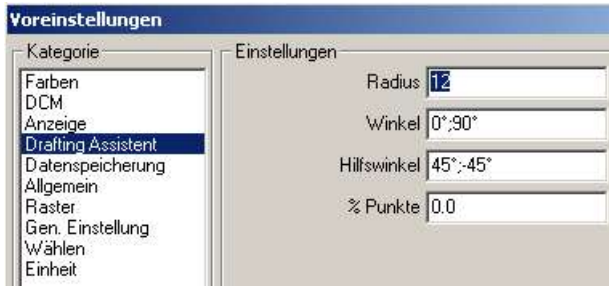 Voreinstellungen
Kategorie
Farben
DCM
Anzeige
Drafting Assistent
Datenspeicherung
Allgemein
Raster
Gen. Einstellung
Wählen
Einheit
Einstellungen
Radius 12
Winkel 0°;90°
Hilfswinkel 45°;-45°
% Punkte 0.0